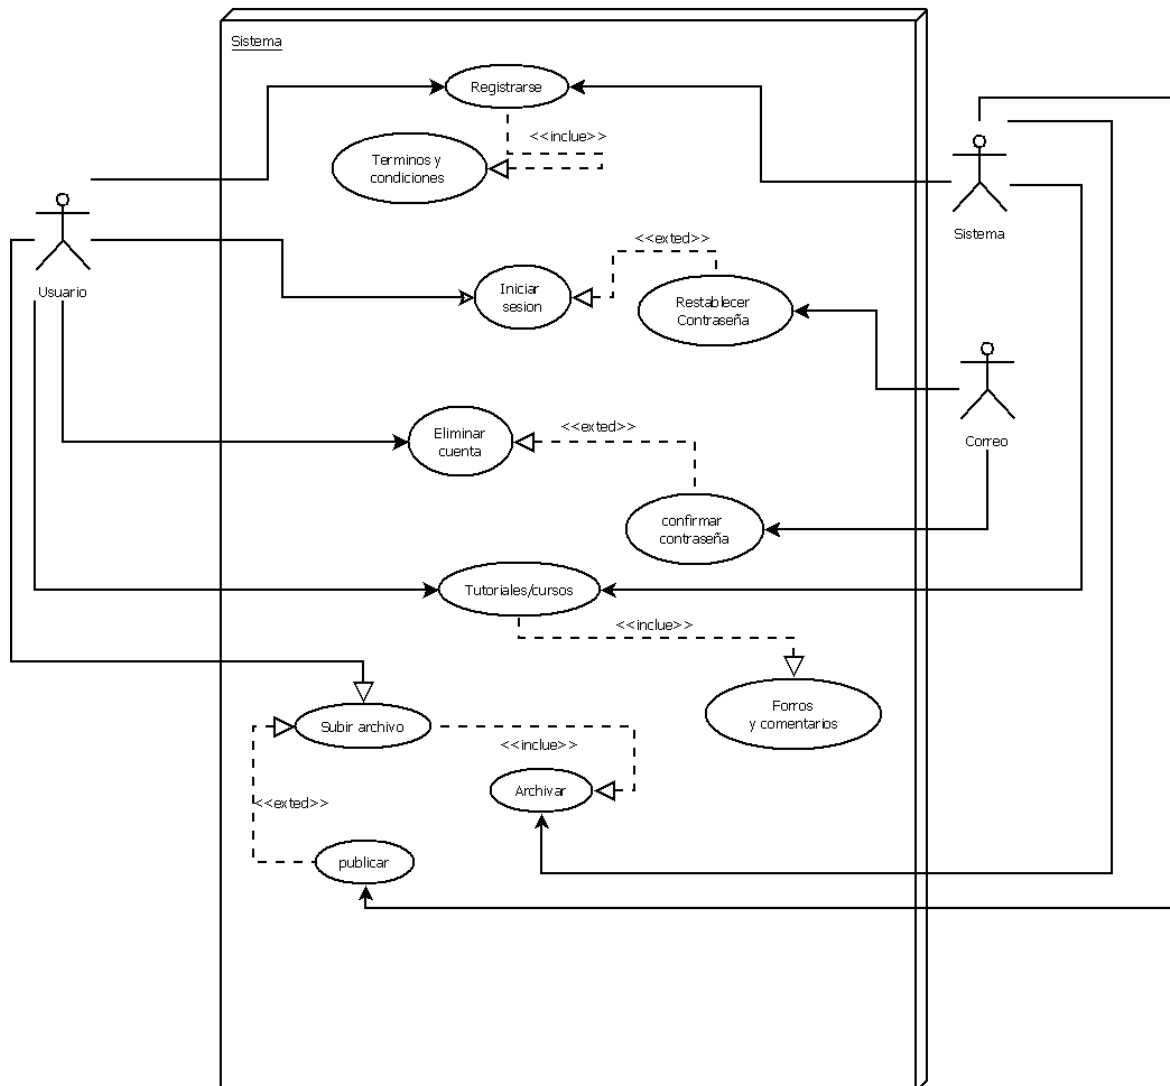 Sistema
Registrarse
<<inclue>>
Terminos y
condiciones
Sistema
Usuario
<<exted>>
Iniciar
sesion
Restablecer
Contraseña
Correo
<<exted>>
Eliminar
cuenta
confirmar
contraseña
Tutoriales/cursos
<<inclue>>
Forros
y comentarios
Subir archivo
<<inclue>>
Archivar
<<exted>>
publicar